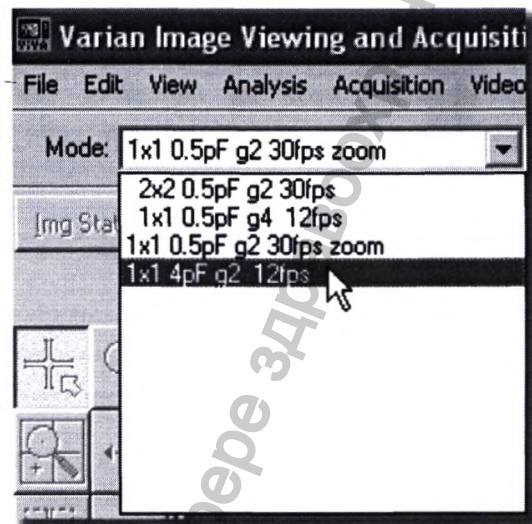 Varian Image Viewing and Acquisiti
File Edit View Analysis Acquisition Video
Mode: 1x1 0.5pF g2 30fps zoom
2x2 0.5pF g2 30fps
1x1 0.5pF g4 12fps
Img Stat
1x1 0.5pF g2 30fps zoom
1x1 4pF g2 12fps